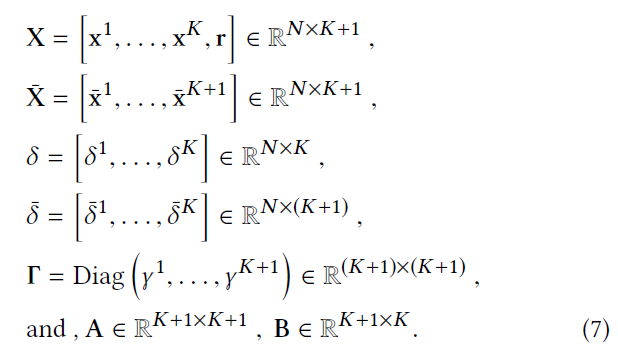 X = [x^1, . . . , x^K, r] ∈ ℝ^{N×K+1} ,
X̄ = [x̄^1, . . . , x̄^{K+1}] ∈ ℝ^{N×K+1} ,
δ = [δ^1, . . . , δ^K] ∈ ℝ^{N×K} ,
δ̄ = [δ̄^1, . . . , δ̄^K] ∈ ℝ^{N×(K+1)} ,
Γ = Diag (γ^1, . . . , γ^{K+1}) ∈ ℝ^{(K+1)×(K+1)} ,
and , A ∈ ℝ^{K+1×K+1} , B ∈ ℝ^{K+1×K}. (7)